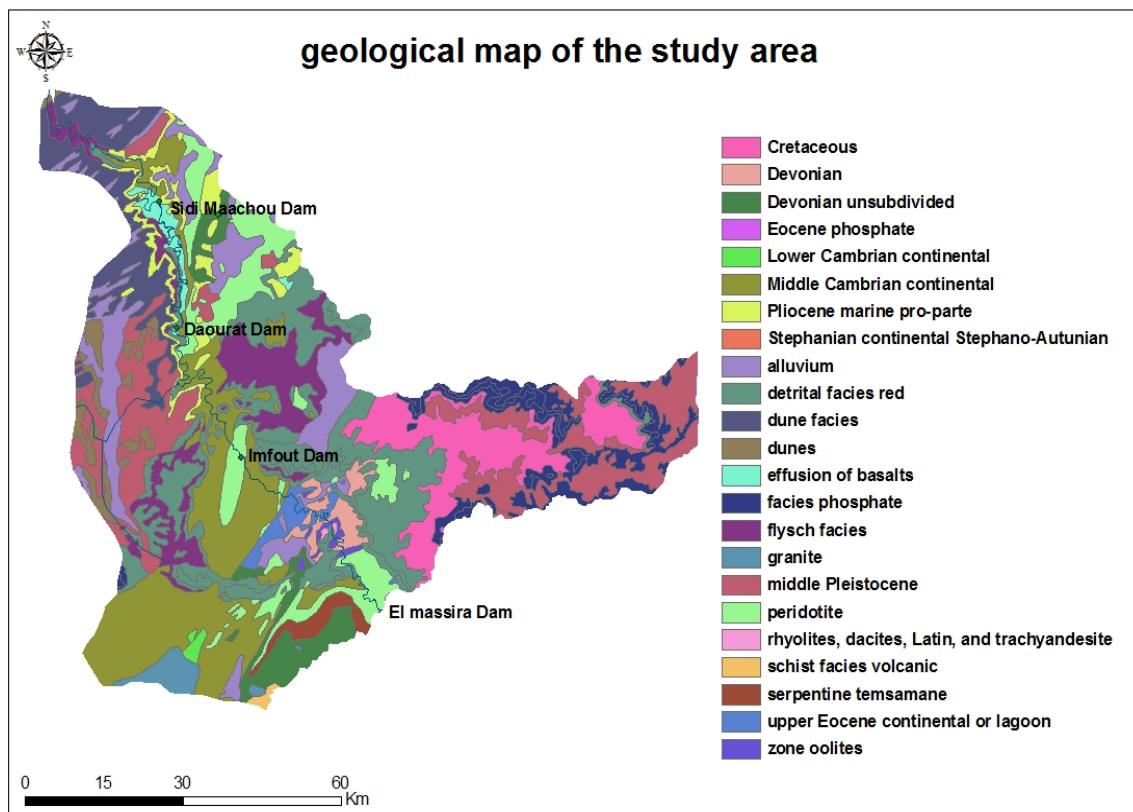 N
W E
S
geological map of the study area
Sidi Maachou Dam
Daourat Dam
Imfout Dam
El massira Dam
Cretaceous
Devonian
Devonian unsubdivided
Eocene phosphate
Lower Cambrian continental
Middle Cambrian continental
Pliocene marine pro-parte
Stephanian continental Stephano-Autunian
alluvium
detrital facies red
dune facies
dunes
effusion of basalts
facies phosphate
flysch facies
granite
middle Pleistocene
peridotite
rhyolites, dacites, Latin, and trachyandesite
schist facies volcanic
serpentine temsamane
upper Eocene continental or lagoon
zone oolites
0 15 30 60
Km